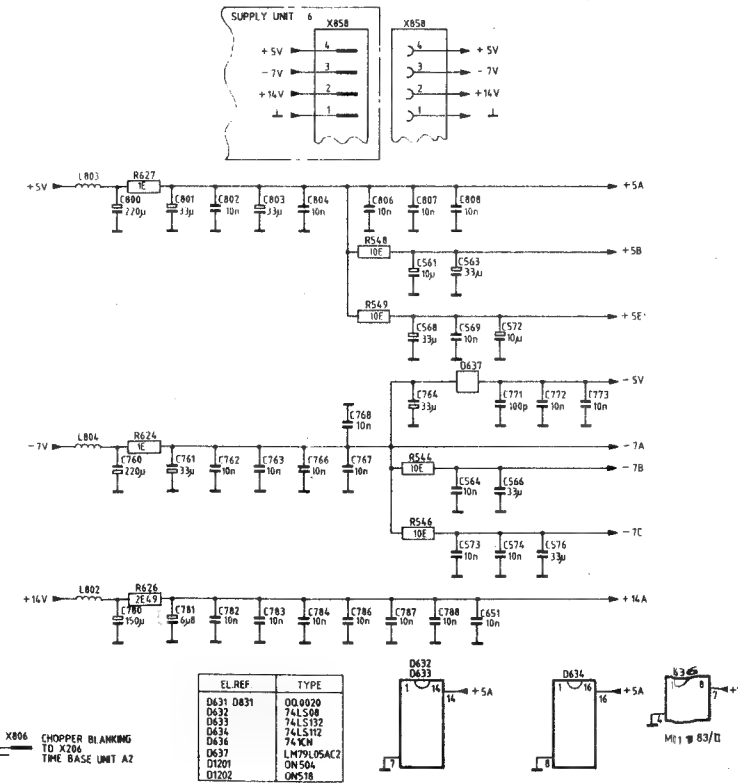 SUPPLY UNIT 6
X858
X858
+5V
4
4
+5V
-7V
3
3
-7V
+14V
2
2
+14V
1
1
+5V
L803
R627
1E
C800
220µ
C801
33µ
C802
10n
C803
33µ
C804
10n
C806
10n
C807
10n
C808
10n
+5A
R548
10E
C561
10µ
C563
33µ
+5B
R549
10E
C568
33µ
C569
10n
C572
10µ
+5E
D637
C764
33µ
C771
100p
C772
10n
C773
10n
-5V
C768
10n
-7V
L804
R624
1E
C760
220µ
C761
33µ
C762
10n
C763
10n
C766
10n
C767
10n
-7A
R544
10E
C564
10n
C566
33µ
-7B
R546
10E
C573
10n
C574
10n
C576
33µ
-7C
+14V
L802
R626
2E49
C780
150µ
C781
6µ8
C782
10n
C783
10n
C784
10n
C786
10n
C787
10n
C788
10n
C651
10n
+14A
X806 CHOPPER BLANKING
TO X206
TIME BASE UNIT A2
EL.REF TYPE
D631 D831 OQ0020
D632 74LS08
D633 74LS132
D634 74LS112
D636 741CN
D637 LM79L05AC2
D1201 ON504
D1202 ON518
D632
D633
1 14
14
+5A
7
D634
1 16
16
+5A
8
636
1 8
7
4
83/II